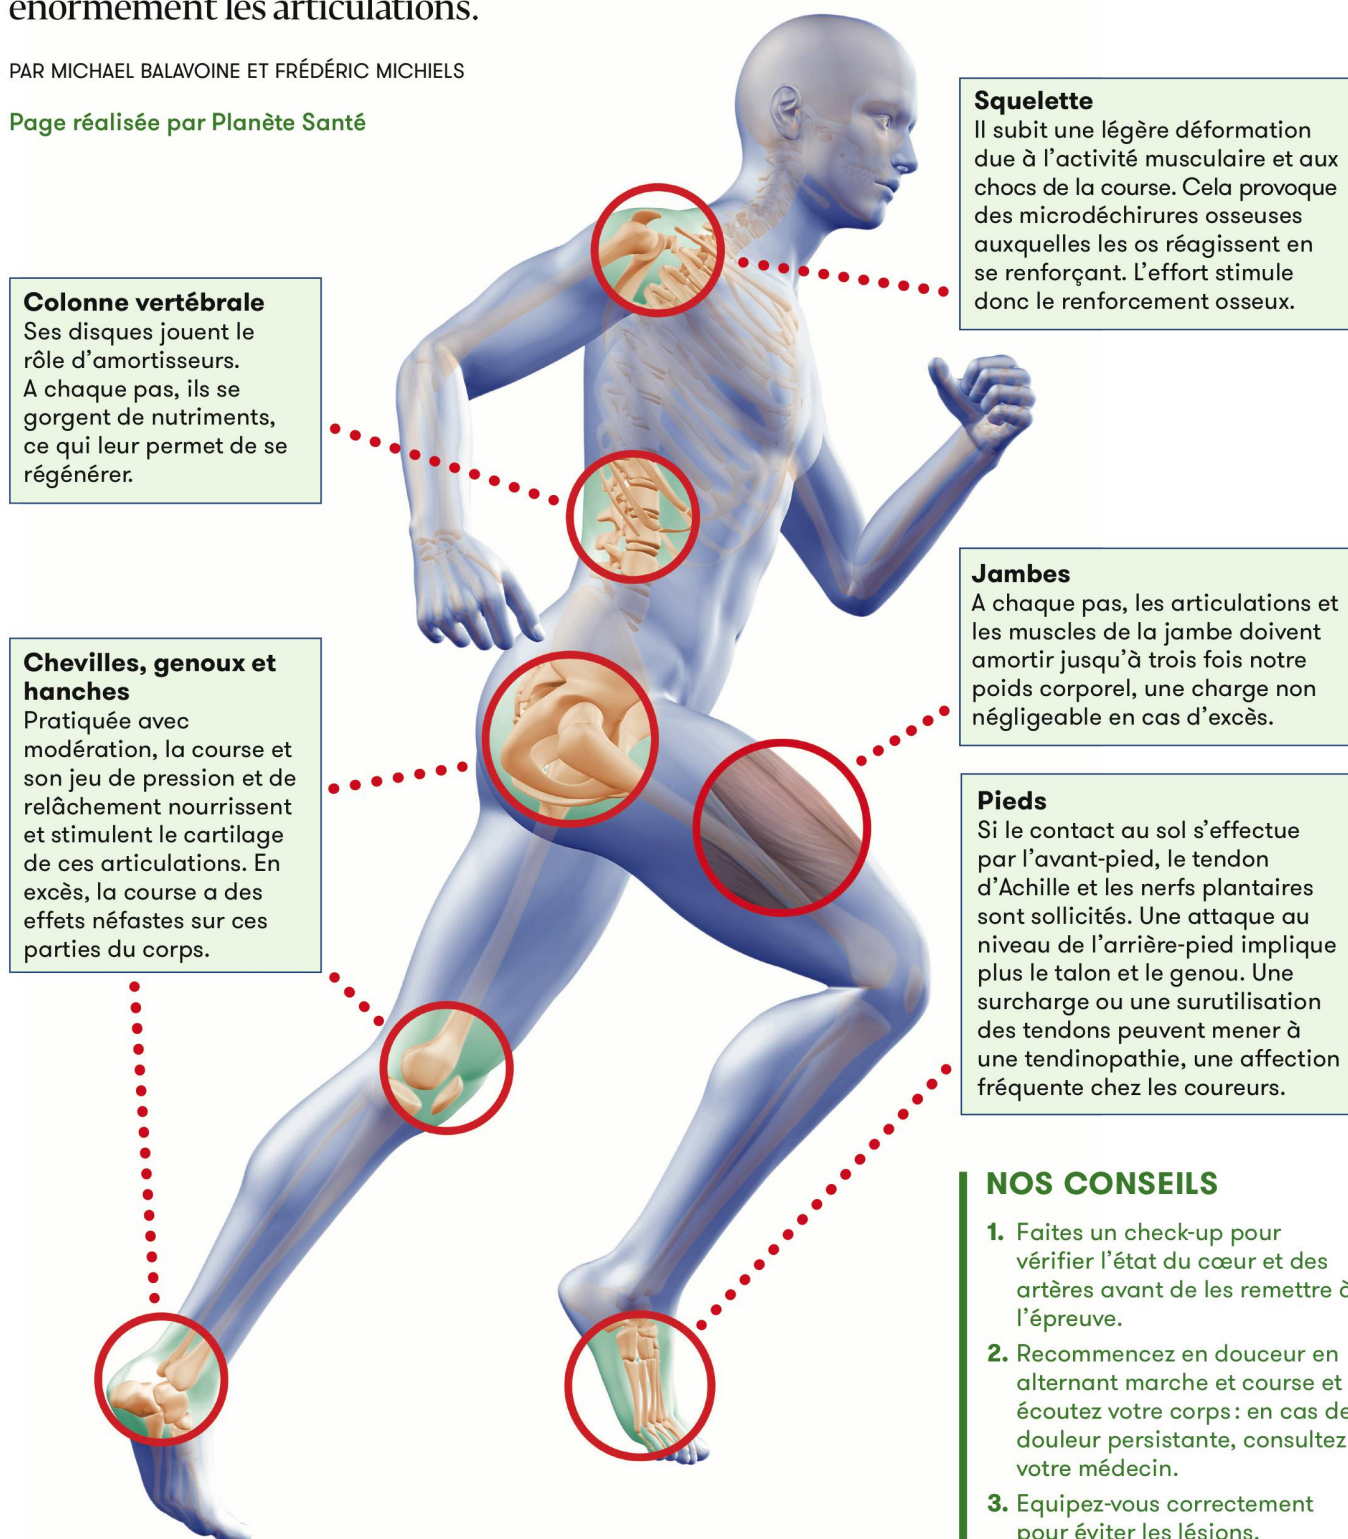 énormément les articulations.
PAR MICHAEL BALAVOINE ET FRÉDÉRIC MICHIELS
Page réalisée par Planète Santé
Squelette
Il subit une légère déformation
due à l’activité musculaire et aux
chocs de la course. Cela provoque
des microdéchirures osseuses
auxquelles les os réagissent en
se renforçant. L’effort stimule
donc le renforcement osseux.
Colonne vertébrale
Ses disques jouent le
rôle d’amortisseurs.
A chaque pas, ils se
gorgent de nutriments,
ce qui leur permet de se
régénérer.
Jambes
A chaque pas, les articulations et
les muscles de la jambe doivent
amortir jusqu’à trois fois notre
poids corporel, une charge non
négligeable en cas d’excès.
Chevilles, genoux et
hanches
Pratiquée avec
modération, la course et
son jeu de pression et de
relâchement nourrissent
et stimulent le cartilage
de ces articulations. En
excès, la course a des
effets néfastes sur ces
parties du corps.
Pieds
Si le contact au sol s’effectue
par l’avant-pied, le tendon
d’Achille et les nerfs plantaires
sont sollicités. Une attaque au
niveau de l’arrière-pied implique
plus le talon et le genou. Une
surcharge ou une surutilisation
des tendons peuvent mener à
une tendinopathie, une affection
fréquente chez les coureurs.
NOS CONSEILS
1. Faites un check-up pour
vérifier l’état du cœur et des
artères avant de les remettre à
l’épreuve.
2. Recommencez en douceur en
alternant marche et course et
écoutez votre corps : en cas de
douleur persistante, consultez
votre médecin.
3. Equipez-vous correctement
pour éviter les lésions.